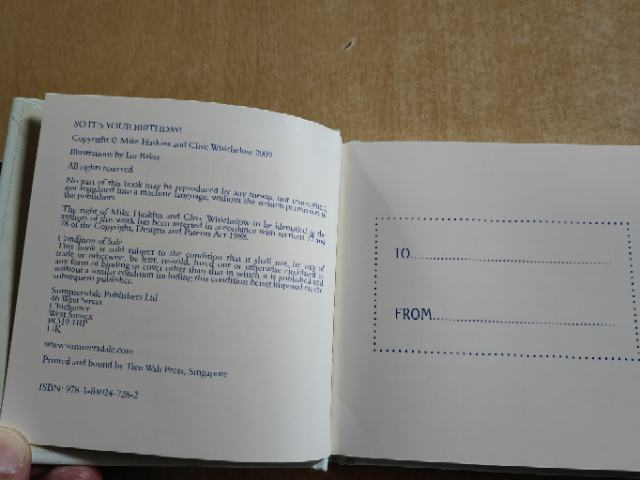 SO IT'S YOUR BIRTHDAY!
Copyright © Mike Haskins and Clive Whichelow 2009
Illustrations by Ian Baker
All rights reserved.
No part of this book may be reproduced by any means, nor transmitted,
nor translated into a machine language, without the written permission of
the publishers.
The right of Mike Haskins and Clive Whichelow to be identified as the
authors of this work has been asserted in accordance with sections 77 and
78 of the Copyright, Designs and Patents Act 1988.
Condition of Sale
This book is sold subject to the condition that it shall not, by way of
trade or otherwise, be lent, re-sold, hired out or otherwise circulated in
any form of binding or cover other than that in which it is published and
without a similar condition including this condition being imposed on the
subsequent publisher.
Summersdale Publishers Ltd
46 West Street
Chichester
West Sussex
PO19 1RP
UK
www.summersdale.com
Printed and bound by Tien Wah Press, Singapore
ISBN: 978-1-84024-728-2
TO..................................................
FROM..............................................